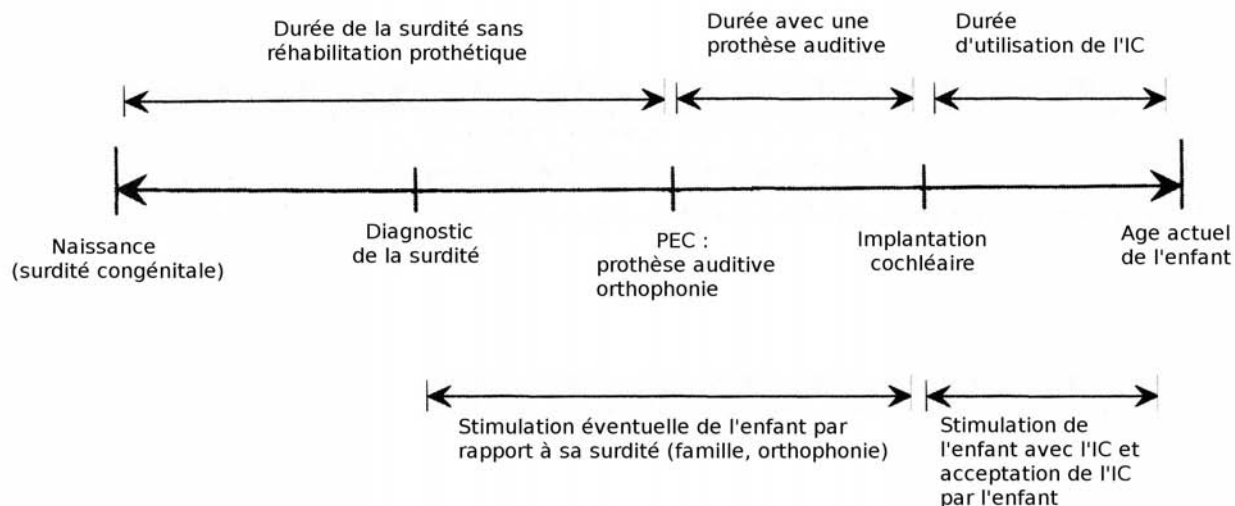 Durée de la surdité sans
réhabilitation prothétique
Durée avec une
prothèse auditive
Durée
d'utilisation de l'IC
Naissance
(surdité congénitale)
Diagnostic
de la surdité
PEC :
prothèse auditive
orthophonie
Implantation
cochléaire
Age actuel
de l'enfant
Stimulation éventuelle de l'enfant par
rapport à sa surdité (famille, orthophonie)
Stimulation de
l'enfant avec l'IC et
acceptation de l'IC
par l'enfant